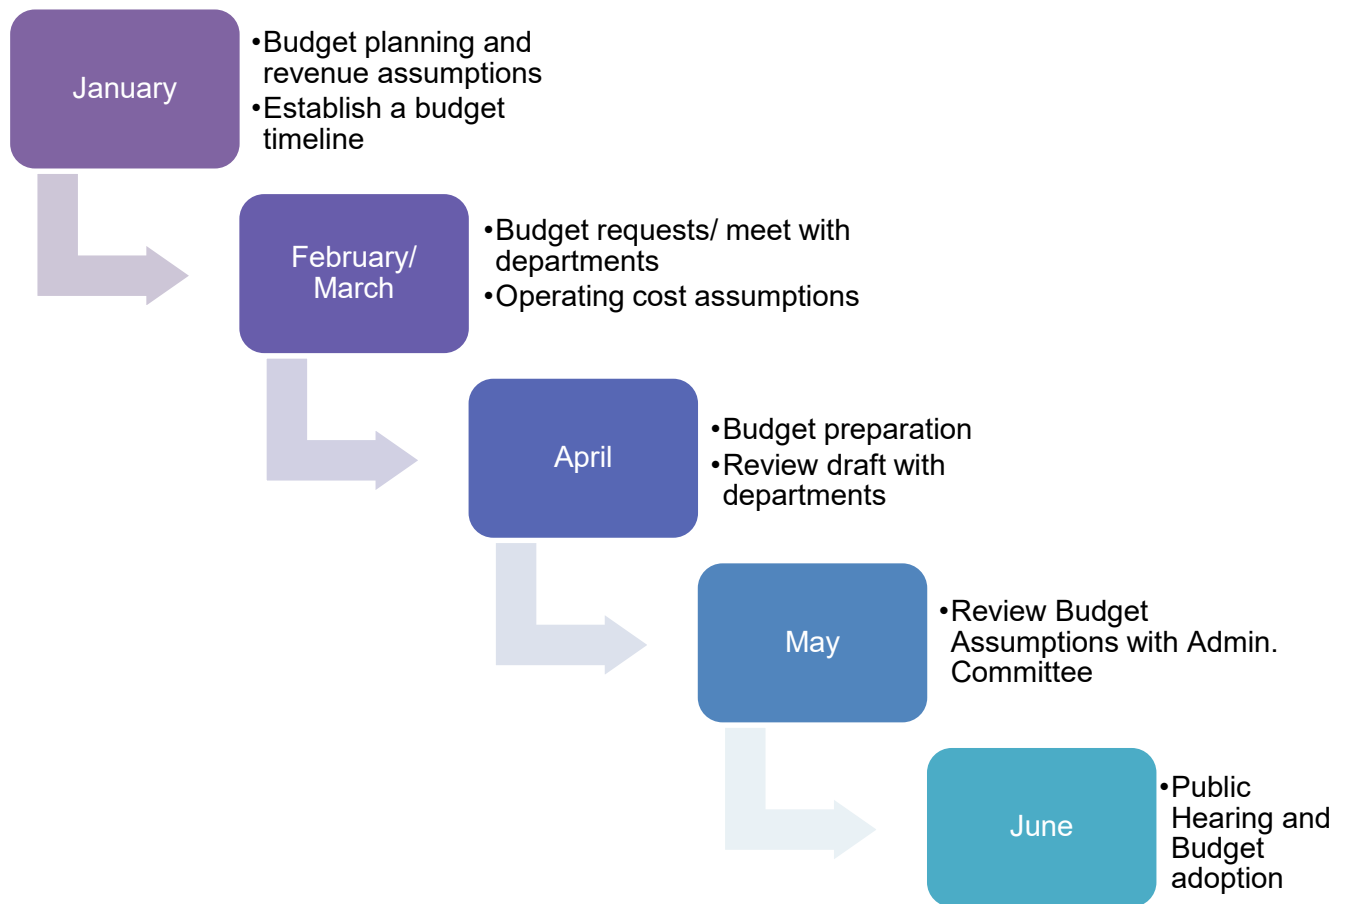 January
•Budget planning and
revenue assumptions
•Establish a budget
timeline
February/
March
•Budget requests/ meet with
departments
•Operating cost assumptions
April
•Budget preparation
•Review draft with
departments
May
•Review Budget
Assumptions with Admin.
Committee
June
•Public
Hearing and
Budget
adoption